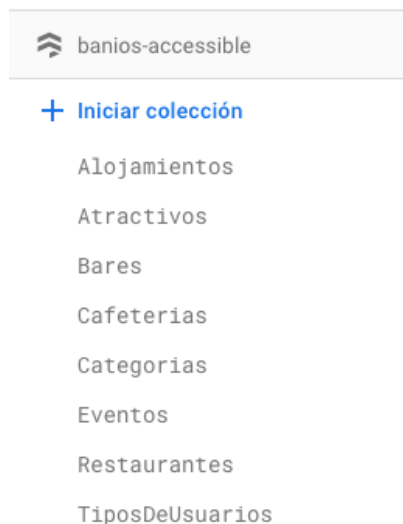 banios-accessible
+ Iniciar colección
Alojamientos
Atractivos
Bares
Cafeterias
Categorias
Eventos
Restaurantes
TiposDeUsuarios